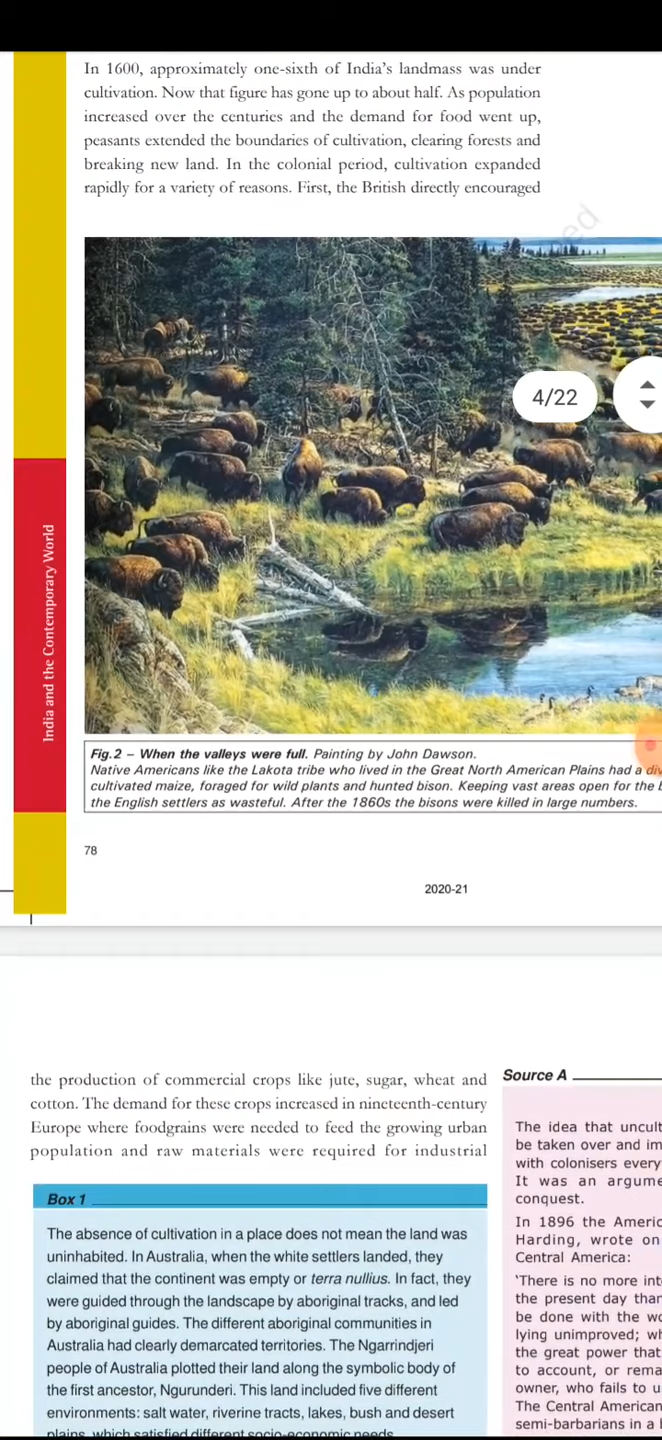 In 1600, approximately one-sixth of India's landmass was under
cultivation. Now that figure has gone up to about half. As population
increased over the centuries and the demand for food went up,
peasants extended the boundaries of cultivation, clearing forests and
breaking new land. In the colonial period, cultivation expanded
rapidly for a variety of reasons. First, the British directly encouraged
4/22
India and the Contemporary World
Fig.2 – When the valleys were full. Painting by John Dawson.
Native Americans like the Lakota tribe who lived in the Great North American Plains had a div
cultivated maize, foraged for wild plants and hunted bison. Keeping vast areas open for the
the English settlers as wasteful. After the 1860s the bisons were killed in large numbers.
78
2020-21
the production of commercial crops like jute, sugar, wheat and
cotton. The demand for these crops increased in nineteenth-century
Europe where foodgrains were needed to feed the growing urban
population and raw materials were required for industrial
Box 1
The absence of cultivation in a place does not mean the land was
uninhabited. In Australia, when the white settlers landed, they
claimed that the continent was empty or terra nullius. In fact, they
were guided through the landscape by aboriginal tracks, and led
by aboriginal guides. The different aboriginal communities in
Australia had clearly demarcated territories. The Ngarrindjeri
people of Australia plotted their land along the symbolic body of
the first ancestor, Ngurunderi. This land included five different
environments: salt water, riverine tracts, lakes, bush and desert
plains, which satisfied different socio-economic needs.
Source A
The idea that uncult
be taken over and im
with colonisers every
It was an argume
conquest.
In 1896 the Americ
Harding, wrote on
Central America:
'There is no more int
the present day than
be done with the wo
lying unimproved; wh
the great power that
to account, or rema
owner, who fails to u
The Central American
semi-barbarians in a